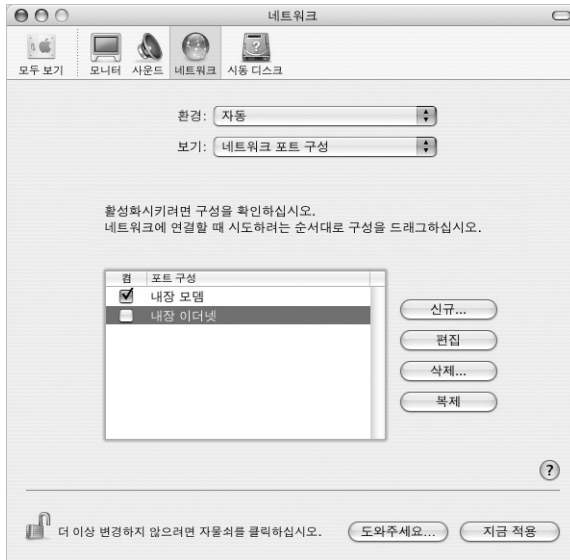 네트워크
모두 보기 모니터 사운드 네트워크 시동 디스크
환경: 자동
보기: 네트워크 포트 구성
활성화시키려면 구성을 확인하십시오.
네트워크에 연결할 때 시도하려는 순서대로 구성을 드래그하십시오.
켬 포트 구성
내장 모뎀
내장 이더넷
신규...
편집
삭제...
복제
?
더 이상 변경하지 않으려면 자물쇠를 클릭하십시오. 도와주세요... 지금 적용